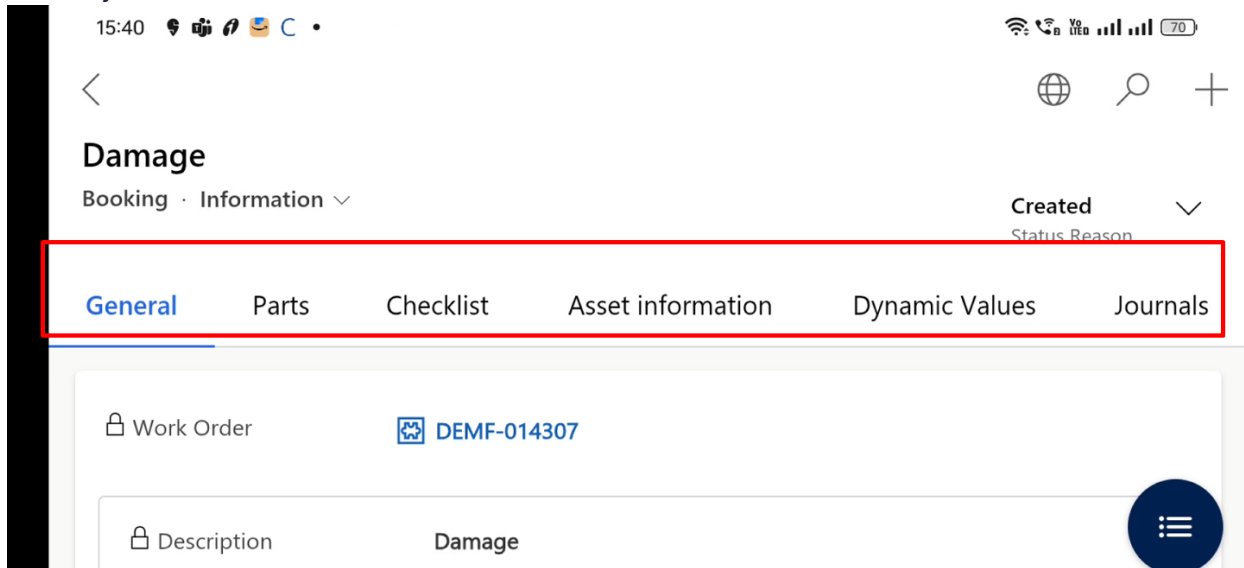 15:40 C 70
Damage
Booking · Information
Created
Status Reason
General Parts Checklist Asset information Dynamic Values Journals
Work Order DEMF-014307
Description Damage